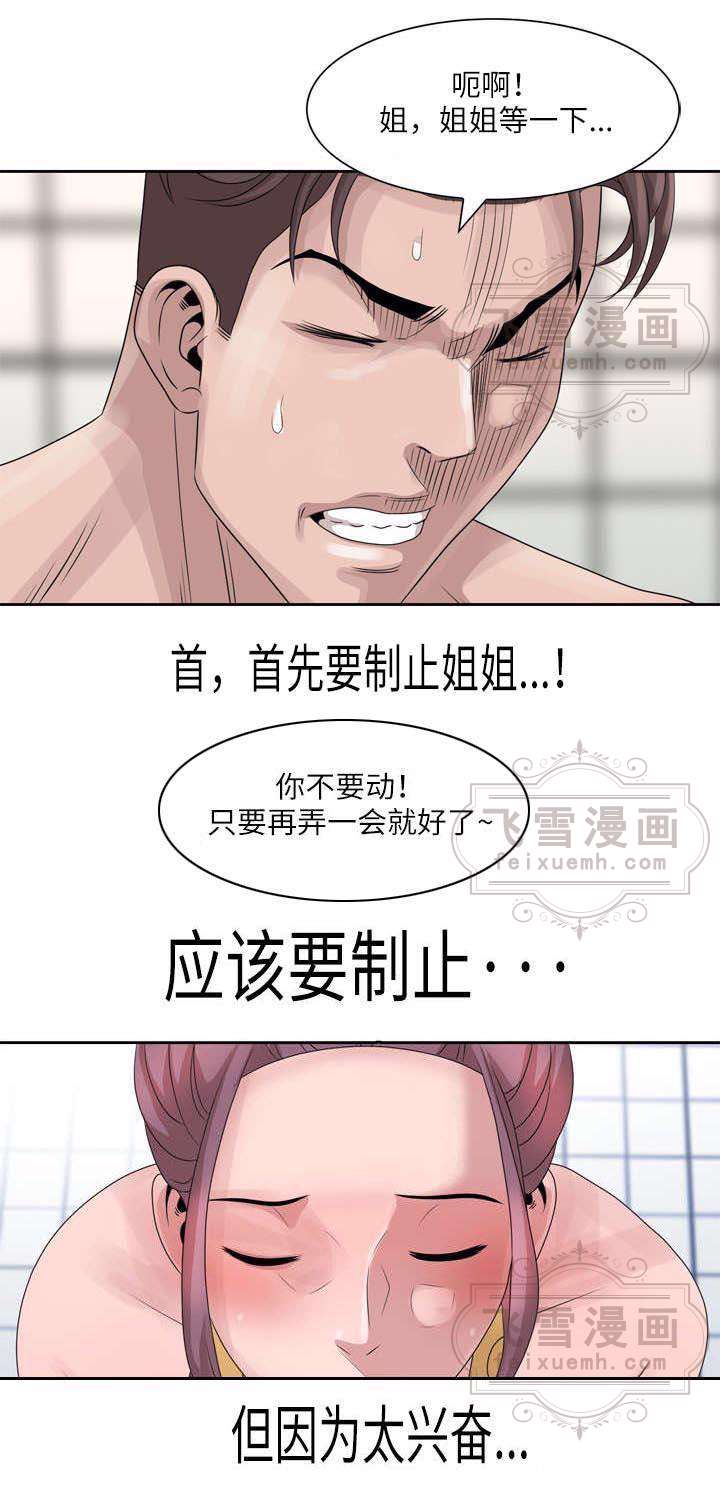 呃啊！
姐，姐姐等一下...
飞雪漫画
feixuemh.com
首，首先要制止姐姐...！
你不要动！
只要再弄一会就好了~
飞雪漫画
feixuemh.com
应该要制止···
飞雪漫画
feixuemh.com
但因为太兴奋...